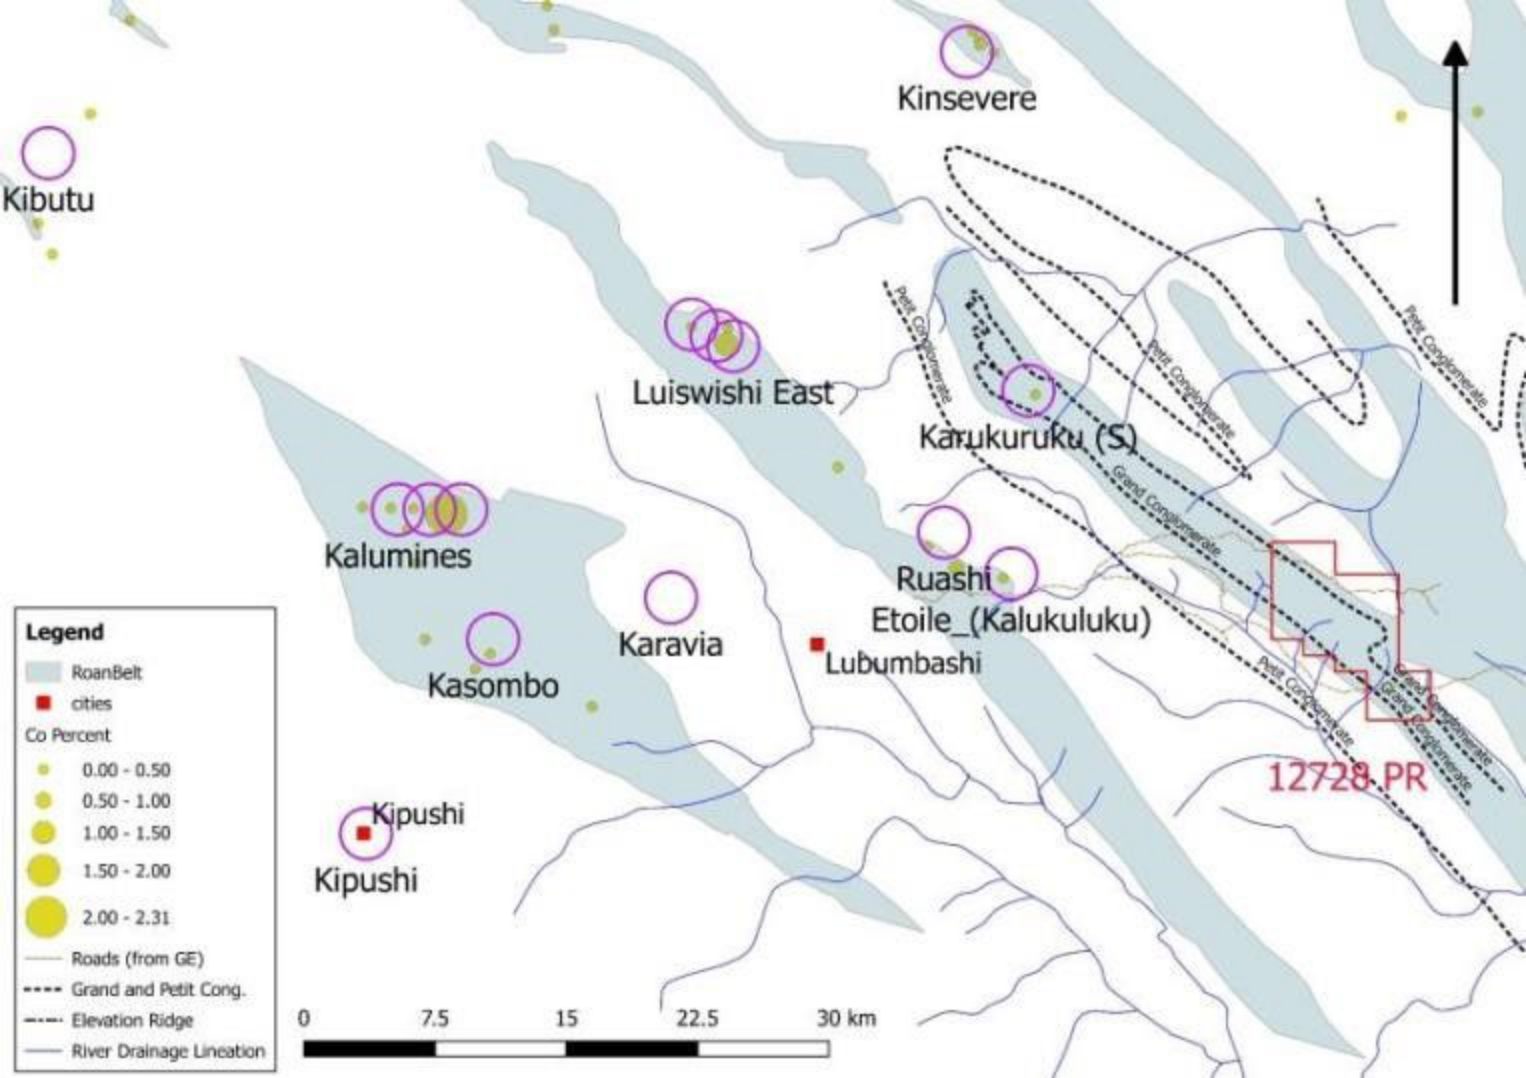 Kinsevere
Kibutu
Petit Conglomerate
Petit Conglomerate
Petit Conglomerate
Luiswishi East
Karukuruku (S)
Grand Conglomerate
Kalumines
Ruashi
Etoile_(Kalukuluku)
Karavia
Lubumbashi
Kasombo
Petit Conglomerate
Grand Conglomerate
Grand Conglomerate
12728 PR
Kipushi
Kipushi
Legend
RoanBelt
cities
Co Percent
0.00 - 0.50
0.50 - 1.00
1.00 - 1.50
1.50 - 2.00
2.00 - 2.31
Roads (from GE)
Grand and Petit Cong.
Elevation Ridge
River Drainage Lineation
0 7.5 15 22.5 30 km